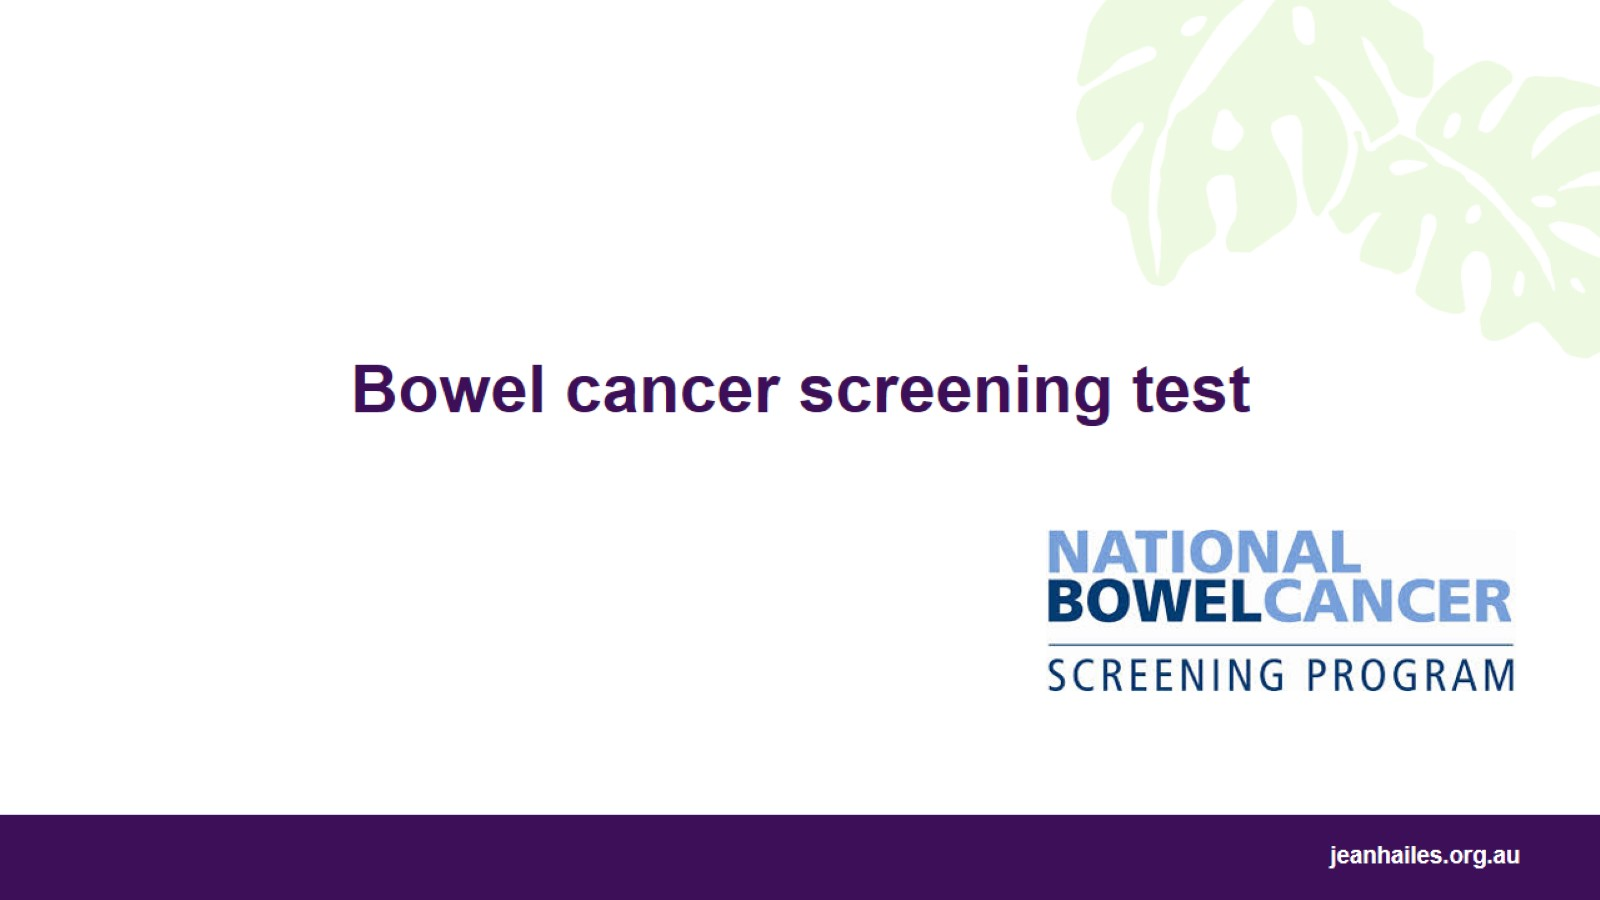 Bowel cancer screening test
NATIONAL
BOWELCANCER
SCREENING PROGRAM
jeanhailes.org.au